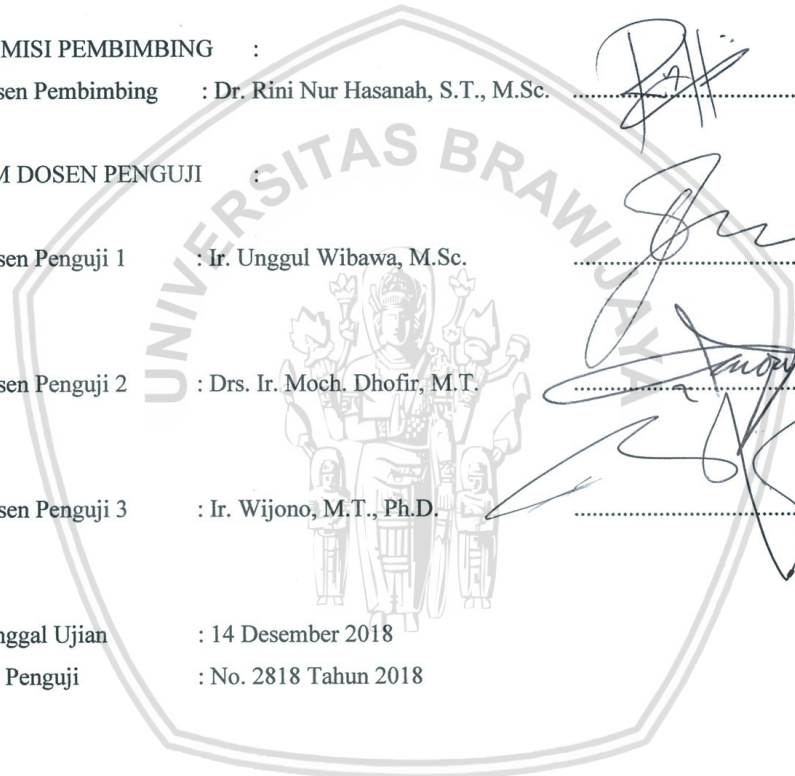 MISI PEMBIMBING :
sen Pembimbing : Dr. Rini Nur Hasanah, S.T., M.Sc. ........................
M DOSEN PENGUJI :
sen Penguji 1 : Ir. Unggul Wibawa, M.Sc. ........................
sen Penguji 2 : Drs. Ir. Moch. Dhofir, M.T. ........................
sen Penguji 3 : Ir. Wijono, M.T., Ph.D. ........................
nggal Ujian : 14 Desember 2018
Penguji : No. 2818 Tahun 2018
UNIVERSITAS BRAWIJAYA